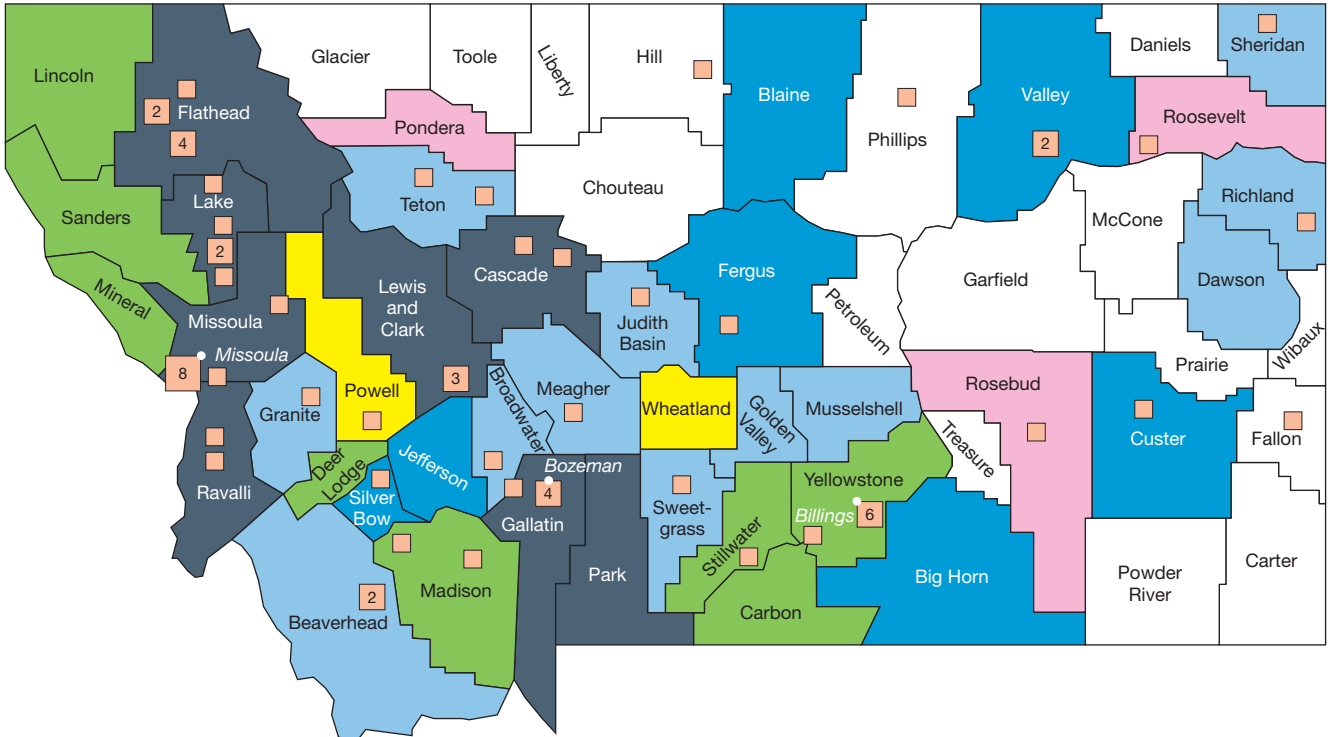 Glacier
Toole
Liberty
Hill
Blaine
Phillips
Valley
Daniels
Sheridan
Lincoln
2
Flathead
4
Pondera
2
Roosevelt
Chouteau
Lake
Teton
Sanders
2
McCone
Richland
Mineral
Missoula
Missoula
8
Lewis
and
Clark
3
Cascade
Judith
Basin
Fergus
Petroleum
Garfield
Dawson
Prairie
Wibaux
Granite
Powell
Broadwater
Meagher
Wheatland
Golden
Valley
Musselshell
Rosebud
Treasure
Custer
Fallon
Ravalli
Deer
Lodge
Silver
Bow
Jefferson
Bozeman
4
Gallatin
Sweet-
grass
Stillwater
Yellowstone
Billings
6
Beaverhead
2
Madison
Park
Carbon
Big Horn
Powder
River
Carter